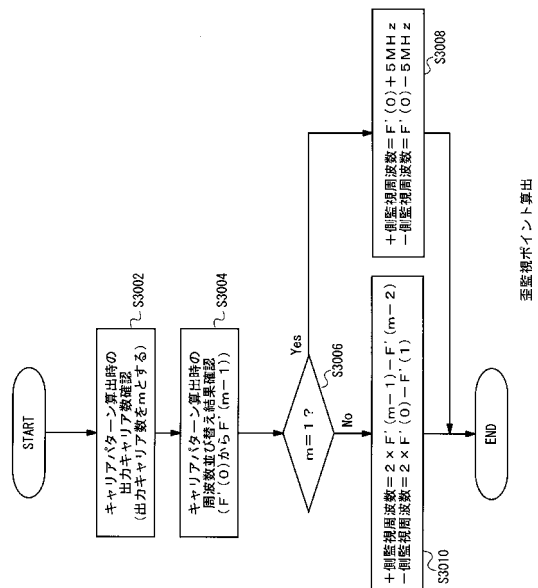 START
キャリアパターン算出時の
出力キャリア数確認
(出力キャリア数をmとする)
S3002
キャリアパターン算出時の
周波数並び替え結果確認
(F'(0)からF'(m-1))
S3004
m=1?
S3006
Yes
No
+側監視周波数=F'(0)+5MHz
-側監視周波数=F'(0)-5MHz
S3008
+側監視周波数=2×F'(m-1)-F'(m-2)
-側監視周波数=2×F'(0)-F'(1)
S3010
END
歪監視ポイント算出